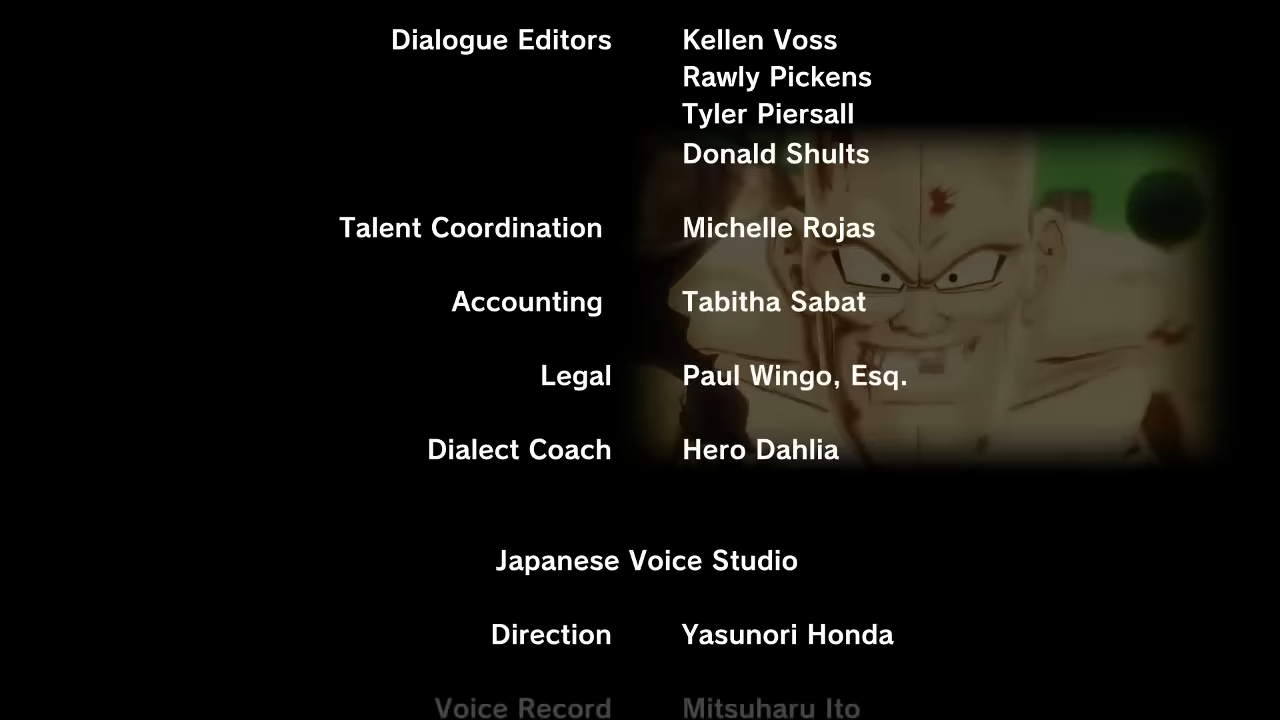 Dialogue Editors Kellen Voss
Rawly Pickens
Tyler Piersall
Donald Shults
Talent Coordination Michelle Rojas
Accounting Tabitha Sabat
Legal Paul Wingo, Esq.
Dialect Coach Hero Dahlia
Japanese Voice Studio
Direction Yasunori Honda
Voice Record Mitsuharu Ito